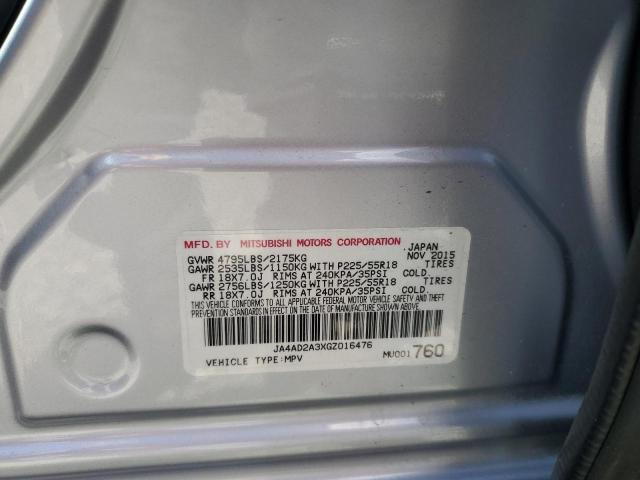 MFD. BY MITSUBISHI MOTORS CORPORATION JAPAN
GVWR 4795LBS/2175KG NOV 2015
GAWR 2535LBS/1150KG WITH P225/55R18 TIRES
FR 18X7.0J RIMS AT 240KPA/35PSI COLD.
GAWR 2756LBS/1250KG WITH P225/55R18 TIRES
RR 18X7.0J RIMS AT 240KPA/35PSI COLD.
THIS VEHICLE CONFORMS TO ALL APPLICABLE FEDERAL MOTOR VEHICLE SAFETY AND THEFT
PREVENTION STANDARDS IN EFFECT ON THE DATE OF MANUFACTURE SHOWN ABOVE.
JA4AD2A3XGZ016476
VEHICLE TYPE:MPV MU001 760